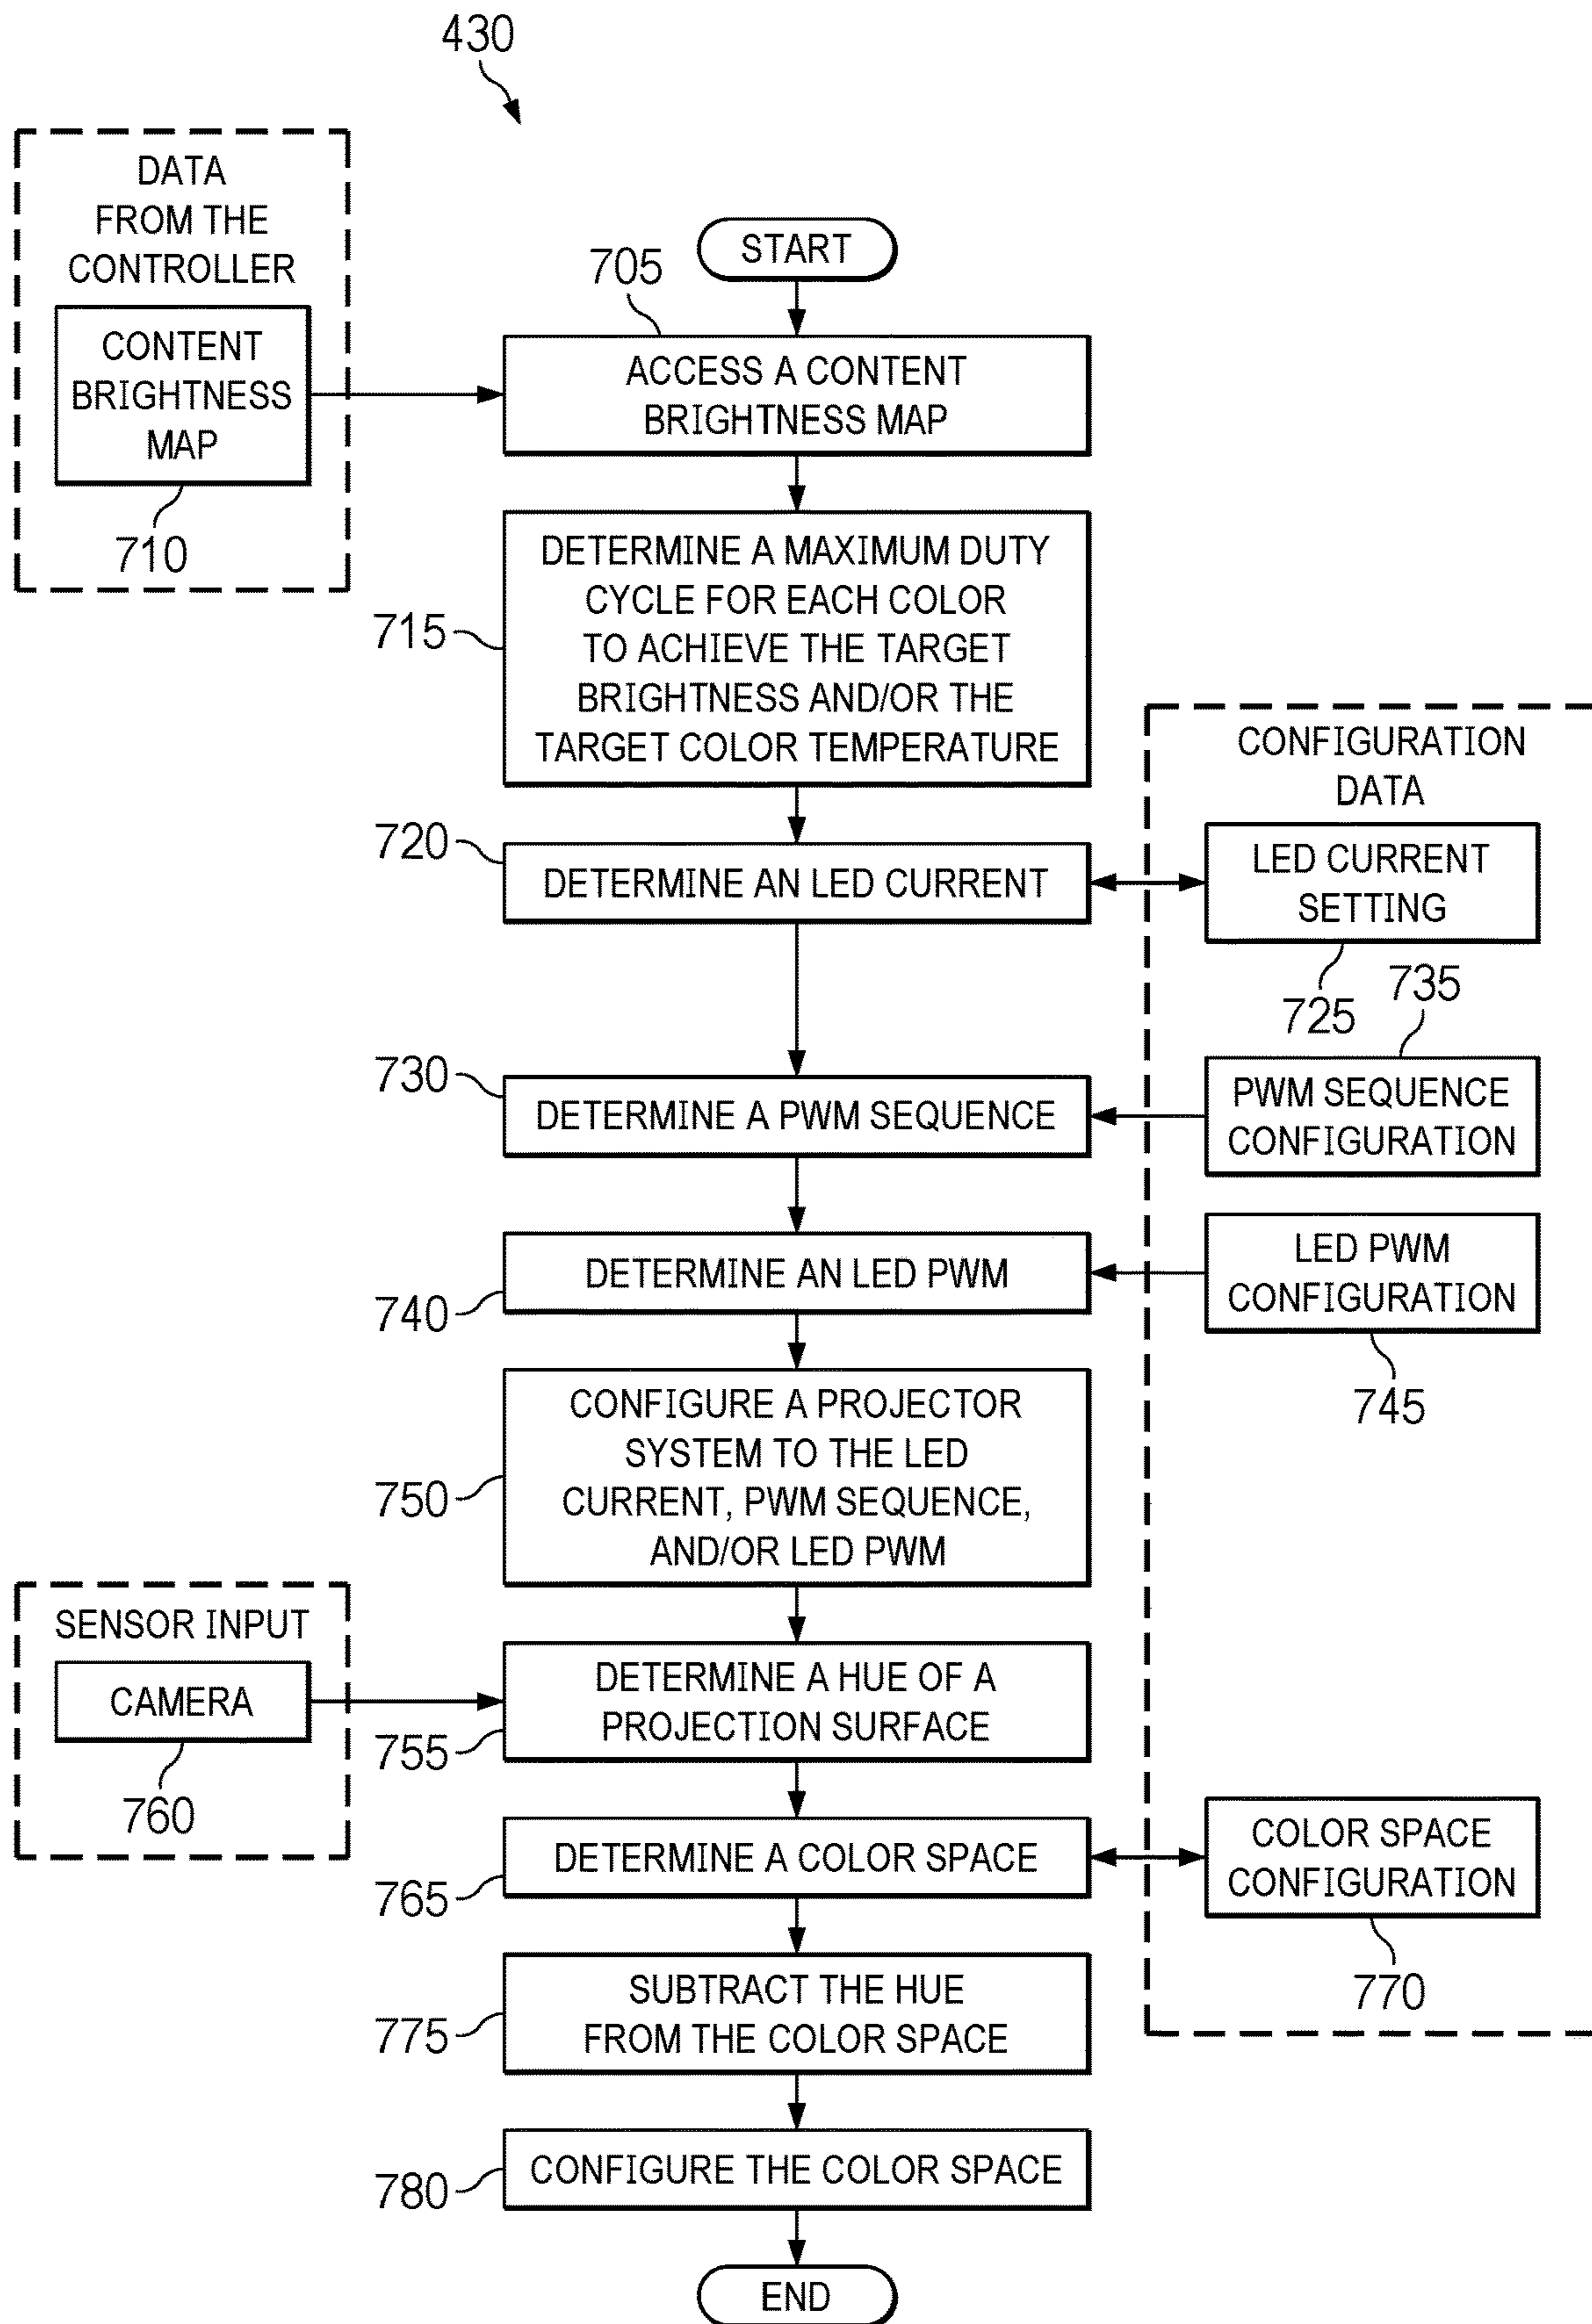 430
DATA
FROM THE
CONTROLLER
CONTENT
BRIGHTNESS
MAP
710
START
705
ACCESS A CONTENT
BRIGHTNESS MAP
715
DETERMINE A MAXIMUM DUTY
CYCLE FOR EACH COLOR
TO ACHIEVE THE TARGET
BRIGHTNESS AND/OR THE
TARGET COLOR TEMPERATURE
CONFIGURATION
DATA
720
DETERMINE AN LED CURRENT
LED CURRENT
SETTING
725
735
730
DETERMINE A PWM SEQUENCE
PWM SEQUENCE
CONFIGURATION
740
DETERMINE AN LED PWM
LED PWM
CONFIGURATION
745
750
CONFIGURE A PROJECTOR
SYSTEM TO THE LED
CURRENT, PWM SEQUENCE,
AND/OR LED PWM
SENSOR INPUT
CAMERA
760
755
DETERMINE A HUE OF A
PROJECTION SURFACE
765
DETERMINE A COLOR SPACE
COLOR SPACE
CONFIGURATION
770
775
SUBTRACT THE HUE
FROM THE COLOR SPACE
780
CONFIGURE THE COLOR SPACE
END